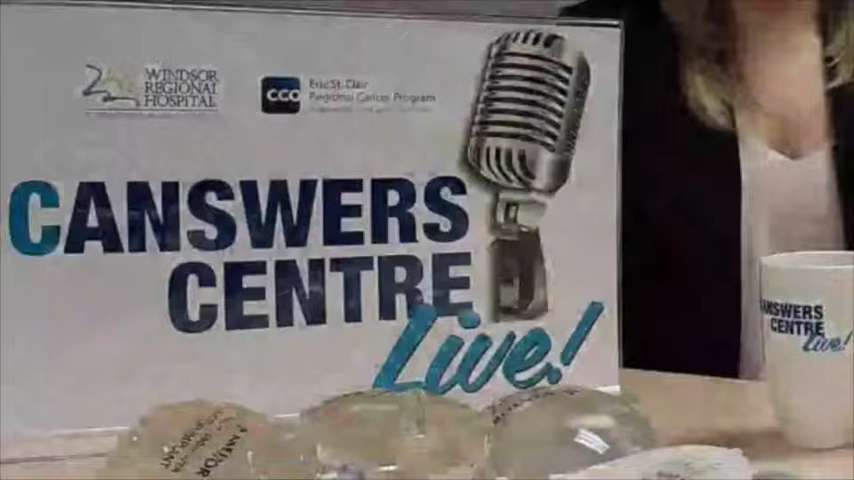 WINDSOR
REGIONAL
HOSPITAL
CCO
Erie St. Clair
Regional Cancer Program
CANSWERS
CENTRE
Live!
CANSWERS
CENTRE
Live!